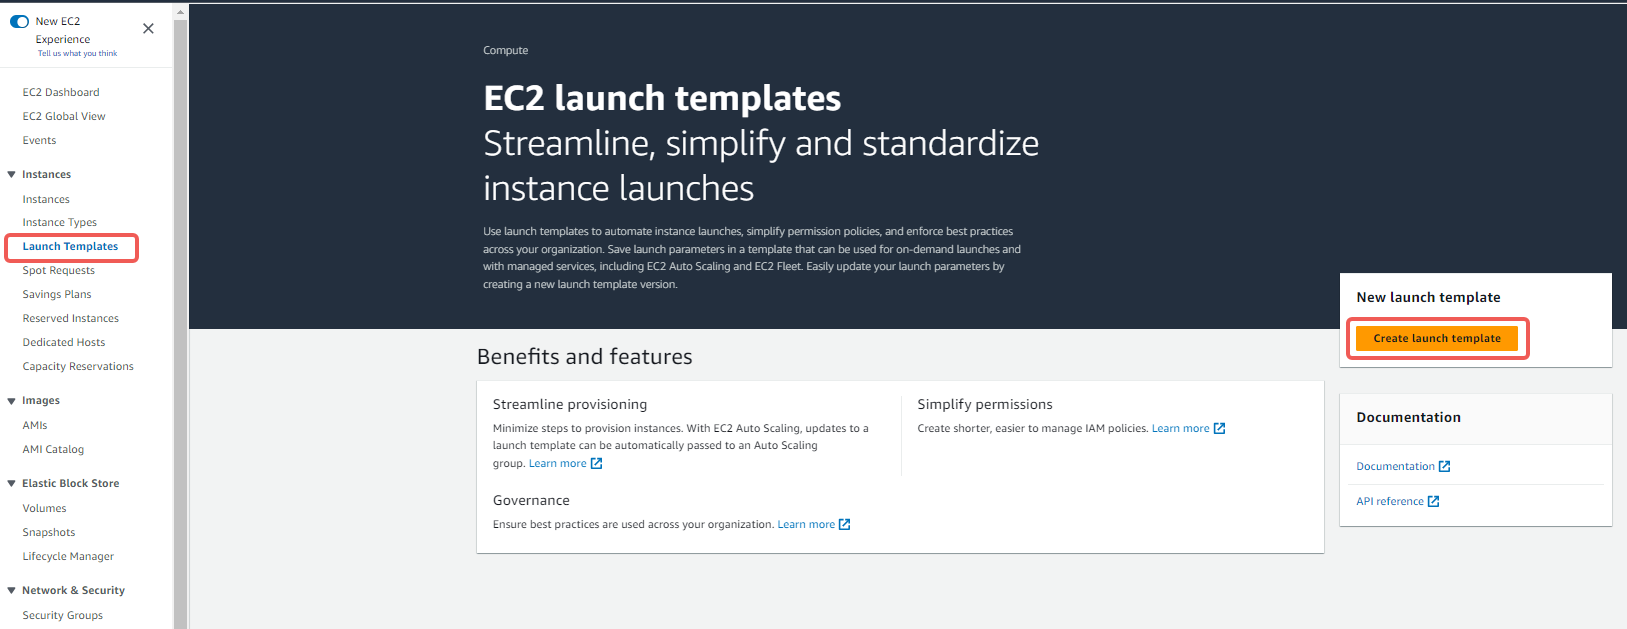 New EC2
Experience
Tell us what you think
EC2 Dashboard
EC2 Global View
Events
Instances
Instances
Instance Types
Launch Templates
Spot Requests
Savings Plans
Reserved Instances
Dedicated Hosts
Capacity Reservations
Images
AMIs
AMI Catalog
Elastic Block Store
Volumes
Snapshots
Lifecycle Manager
Network & Security
Security Groups
Compute
EC2 launch templates
Streamline, simplify and standardize
instance launches
Use launch templates to automate instance launches, simplify permission policies, and enforce best practices
across your organization. Save launch parameters in a template that can be used for on-demand launches and
with managed services, including EC2 Auto Scaling and EC2 Fleet. Easily update your launch parameters by
creating a new launch template version.
New launch template
Create launch template
Benefits and features
Streamline provisioning
Minimize steps to provision instances. With EC2 Auto Scaling, updates to a
launch template can be automatically passed to an Auto Scaling
group. Learn more
Simplify permissions
Create shorter, easier to manage IAM policies. Learn more
Governance
Ensure best practices are used across your organization. Learn more
Documentation
Documentation
API reference